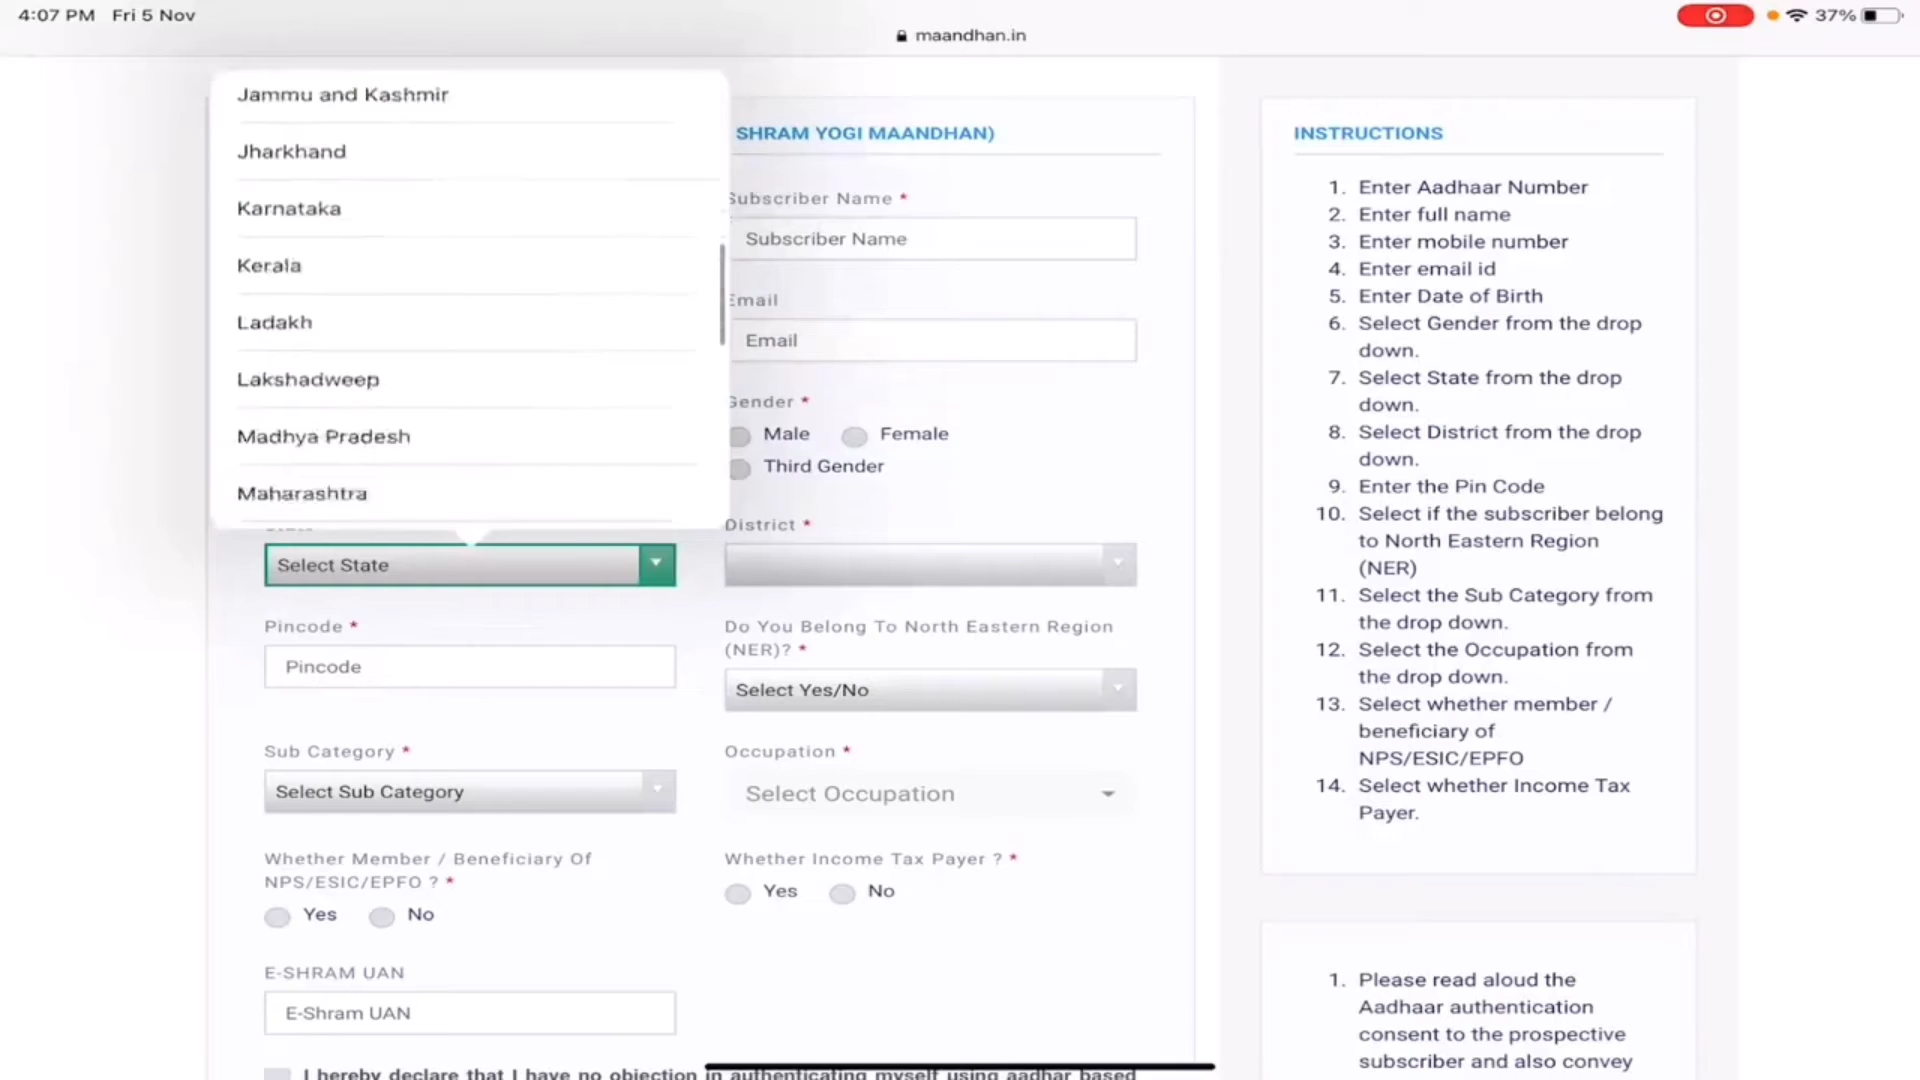 4:07 PM Fri 5 Nov
37%
maandhan.in
Jammu and Kashmir
Jharkhand
Karnataka
Kerala
Ladakh
Lakshadweep
Madhya Pradesh
Maharashtra
SHRAM YOGI MAANDHAN)
Subscriber Name *
Subscriber Name
Email
Email
Gender *
Male Female
Third Gender
District *
Select State
Pincode *
Pincode
Do You Belong To North Eastern Region
(NER)? *
Select Yes/No
Sub Category *
Select Sub Category
Occupation *
Select Occupation
Whether Member / Beneficiary Of
NPS/ESIC/EPFO ? *
Yes No
Whether Income Tax Payer ? *
Yes No
E-SHRAM UAN
E-Shram UAN
I hereby declare that I have no objection in authenticating myself using aadhar based
INSTRUCTIONS
1. Enter Aadhaar Number
2. Enter full name
3. Enter mobile number
4. Enter email id
5. Enter Date of Birth
6. Select Gender from the drop
down.
7. Select State from the drop
down.
8. Select District from the drop
down.
9. Enter the Pin Code
10. Select if the subscriber belong
to North Eastern Region
(NER)
11. Select the Sub Category from
the drop down.
12. Select the Occupation from
the drop down.
13. Select whether member /
beneficiary of
NPS/ESIC/EPFO
14. Select whether Income Tax
Payer.
1. Please read aloud the
Aadhaar authentication
consent to the prospective
subscriber and also convey